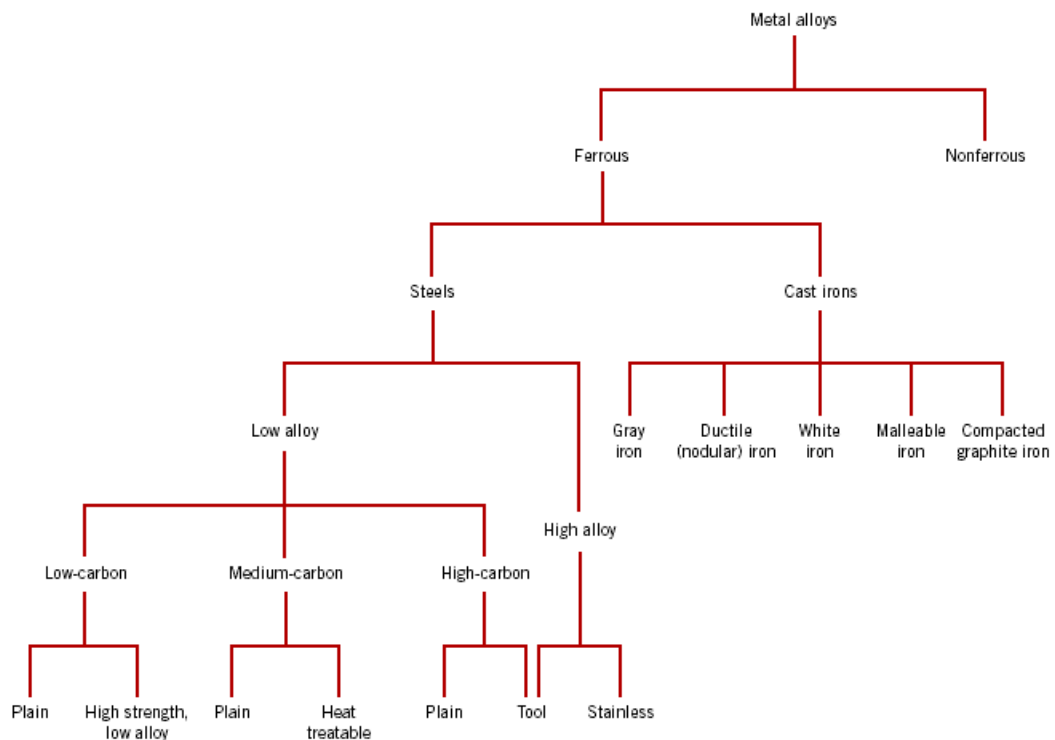 Metal alloys
Ferrous
Nonferrous
Steels
Cast irons
Low alloy
Gray
iron
Ductile
(nodular) iron
White
iron
Malleable
iron
Compacted
graphite iron
High alloy
Low-carbon
Medium-carbon
High-carbon
Plain
High strength,
low alloy
Plain
Heat
treatable
Plain
Tool
Stainless